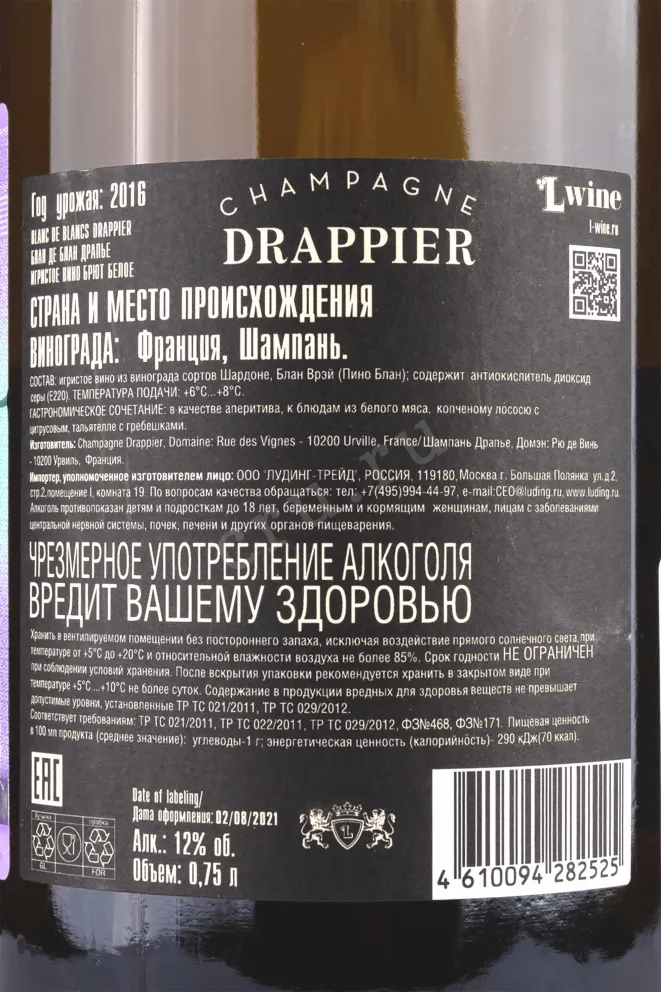 Год урожая: 2016
BLANC DE BLANCS DRAPPIER
БЛАН ДЕ БЛАН ДРАПЬЕ
ИГРИСТОЕ ВИНО БРЮТ БЕЛОЕ
CHAMPAGNE
DRAPPIER
Lwine
l-wine.ru
СТРАНА И МЕСТО ПРОИСХОЖДЕНИЯ
ВИНОГРАДА: Франция, Шампань.
СОСТАВ: игристое вино из винограда сортов Шардоне, Блан Врэй (Пино Блан); содержит антиокислитель диоксид
серы (E220). ТЕМПЕРАТУРА ПОДАЧИ: +6°C...+8°C.
ГАСТРОНОМИЧЕСКОЕ СОЧЕТАНИЕ: в качестве аперитива, к блюдам из белого мяса, копченому лососю с
цитрусовым, тальятелле с гребешками.
Изготовитель: Champagne Drappier, Domaine: Rue des Vignes - 10200 Urville, France/ Шампань Драпье. Домэн: Рю де Винь
- 10200 Урвиль, Франция.
Импортер, уполномоченное изготовителем лицо: ООО "ЛУДИНГ-ТРЕЙД", РОССИЯ, 119180, Москва г. Большая Полянка ул.д 2,
стр.2,помещение I, комната 19. По вопросам качества обращаться: тел: +7(495)994-44-97, e-mail:CEO@luding.ru, www.luding.ru.
Алкоголь противопоказан детям и подросткам до 18 лет, беременным и кормящим женщинам, лицам с заболеваниями
центральной нервной системы, почек, печени и других органов пищеварения.
ЧРЕЗМЕРНОЕ УПОТРЕБЛЕНИЕ АЛКОГОЛЯ
ВРЕДИТ ВАШЕМУ ЗДОРОВЬЮ
Хранить в вентилируемом помещении без постороннего запаха, исключая воздействие прямого солнечного света при
температуре от +5°C до +20°C и относительной влажности воздуха не более 85%. Срок годности НЕ ОГРАНИЧЕН
при соблюдении условий хранения. После вскрытия упаковки рекомендуется хранить в закрытом виде при
температуре +5°C ...+10°C не более суток. Содержание в продукции вредных для здоровья веществ не превышает
допустимые уровни, установленные ТР ТС 021/2011, ТР ТС 029/2012.
Соответствует требованиям: ТР ТС 021/2011, ТР ТС 022/2011, ТР ТС 029/2012, ФЗ№468, ФЗ№171. Пищевая ценность
в 100 мл продукта (среднее значение): углеводы-1 г; энергетическая ценность (калорийность)- 290 кДж(70 ккал).
EAC
Date of labeling/
Дата оформления: 02/08/2021
Бутылка
пробка
GL
FOR
Алк.: 12% об.
Объем: 0,75 л
L
4 610094 282525